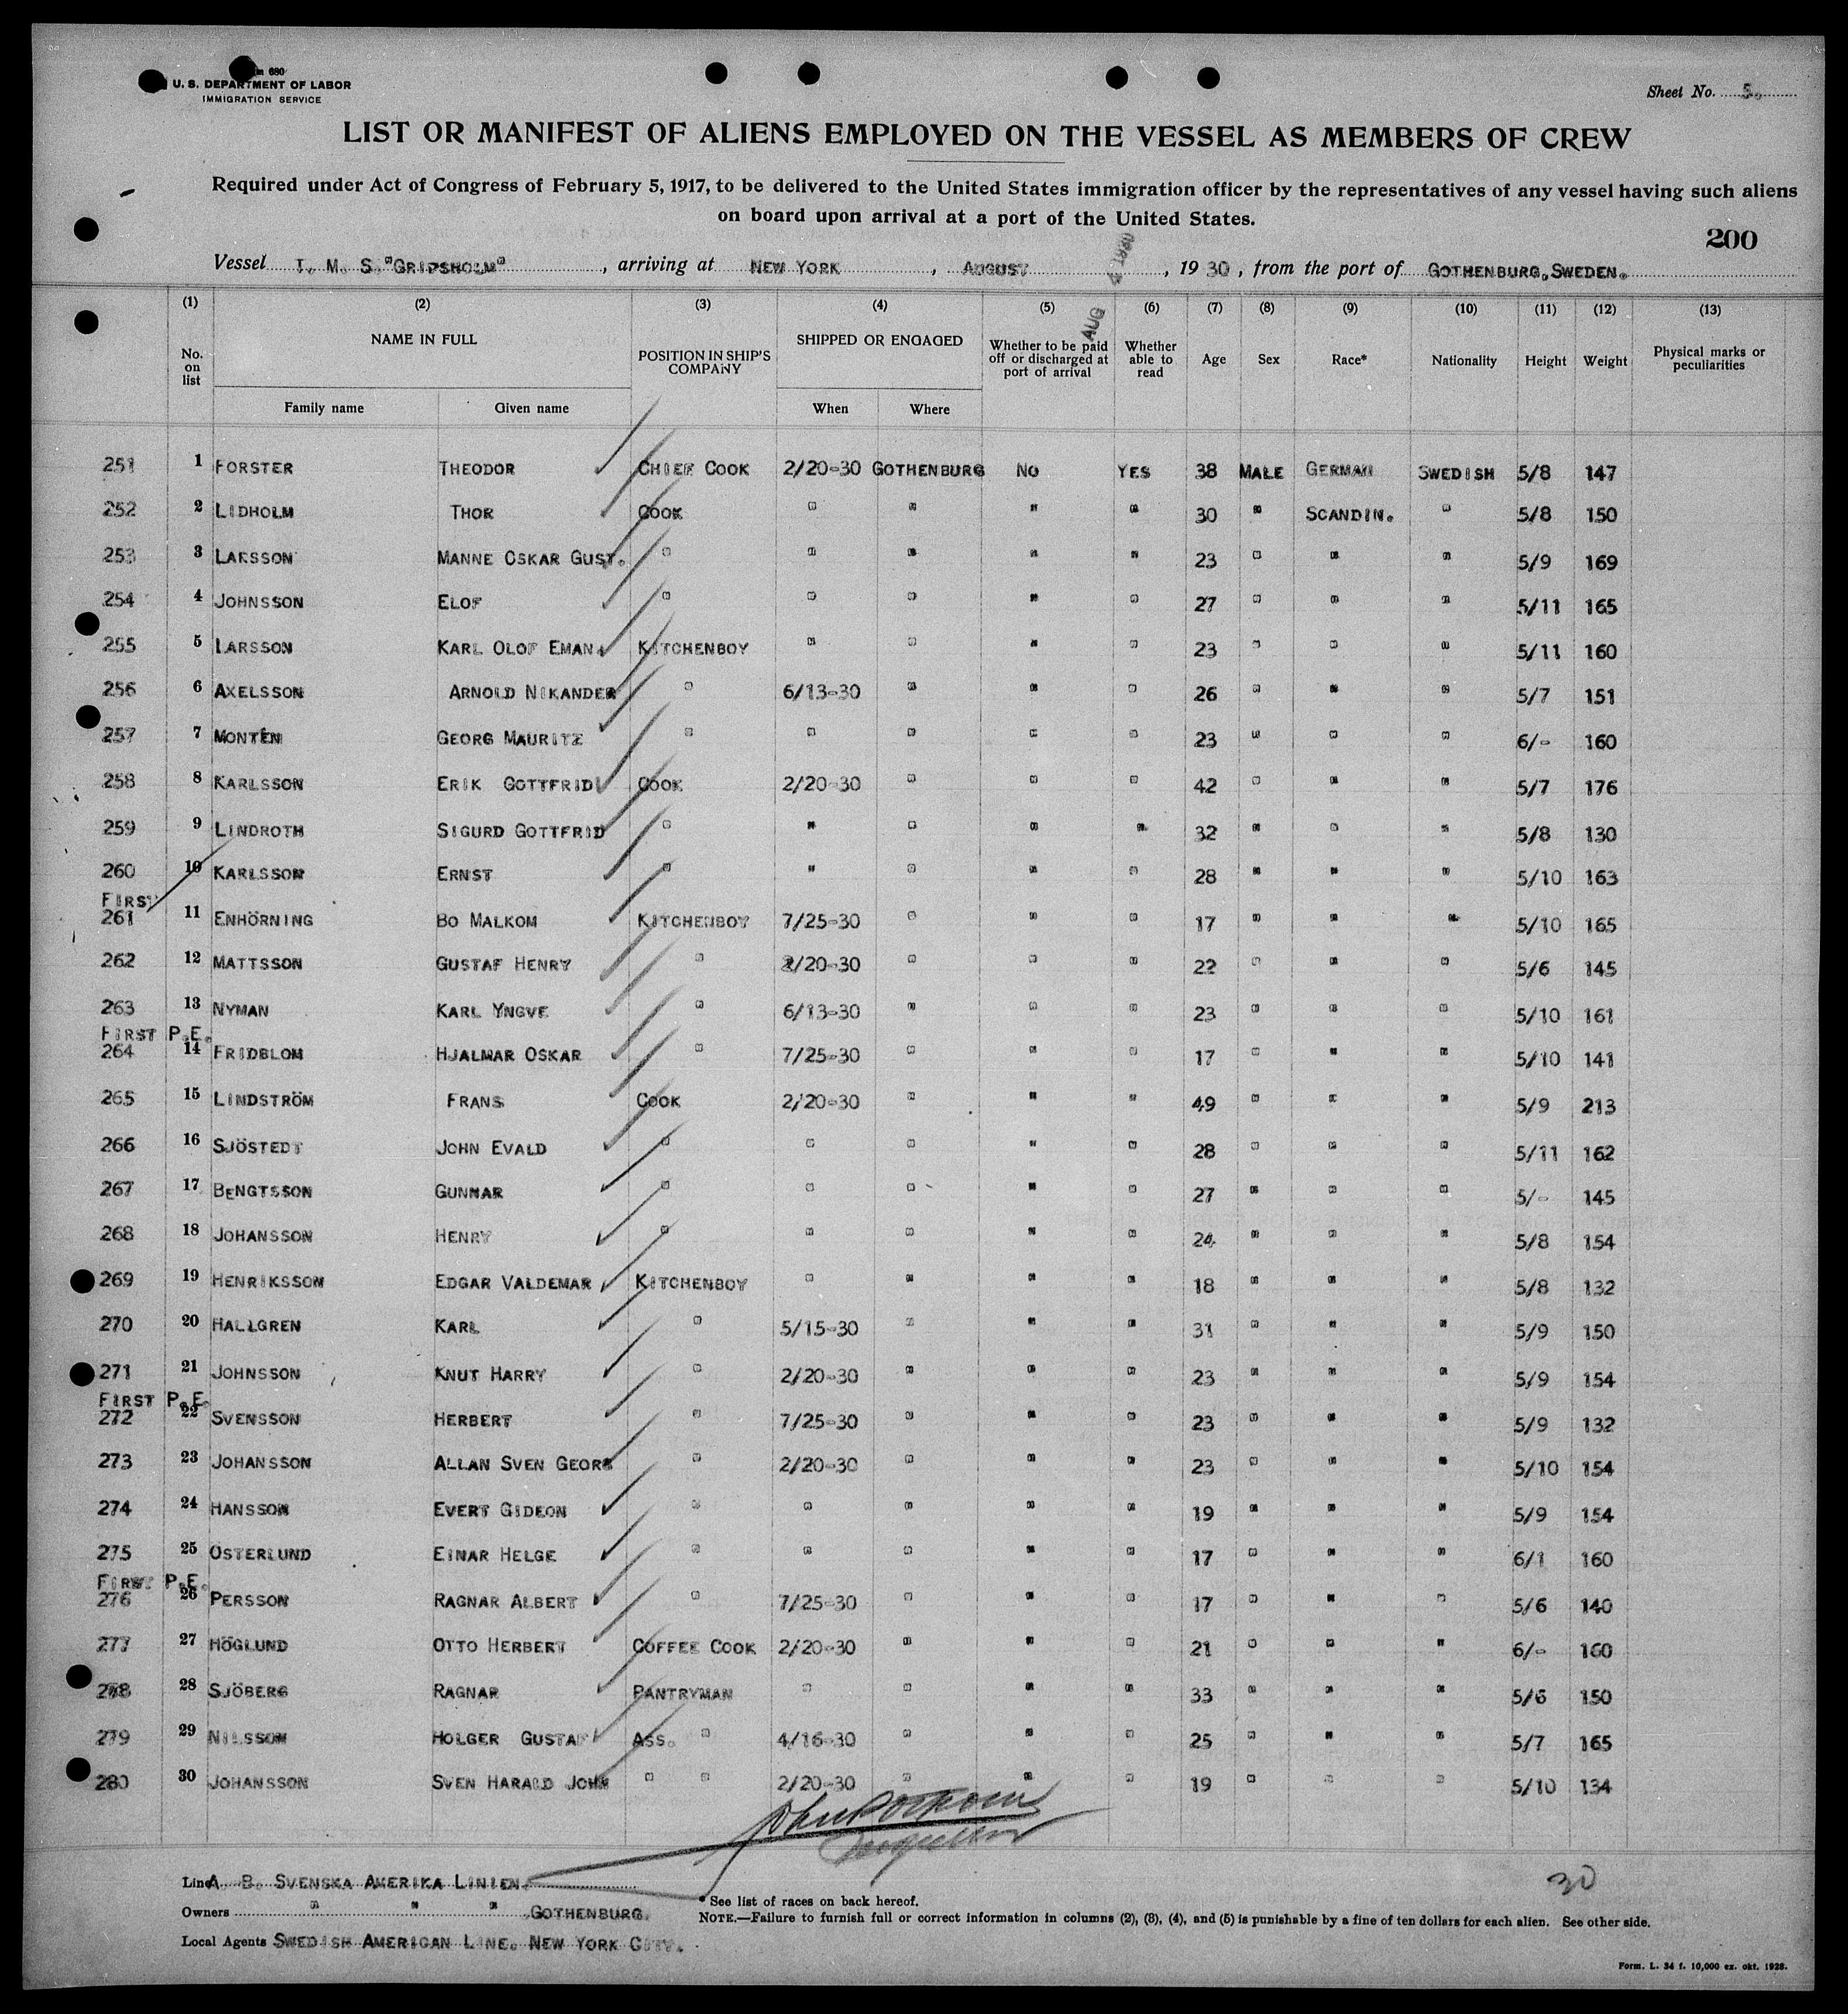 Form 680
U. S. DEPARTMENT OF LABOR
IMMIGRATION SERVICE
Sheet No. 5.
LIST OR MANIFEST OF ALIENS EMPLOYED ON THE VESSEL AS MEMBERS OF CREW
Required under Act of Congress of February 5, 1917, to be delivered to the United States immigration officer by the representatives of any vessel having such aliens
on board upon arrival at a port of the United States.
200
Vessel T. M. S. "GRIPSHOLM", arriving at NEW YORK, AUGUST, 1930, from the port of GOTHENBURG, SWEDEN.
AUG
(1) (2) (3) (4) (5) (6) (7) (8) (9) (10) (11) (12) (13)
No. on list NAME IN FULL Family name Given name POSITION IN SHIP'S COMPANY SHIPPED OR ENGAGED When Where Whether to be paid off or discharged at port of arrival Whether able to read Age Sex Race* Nationality Height Weight Physical marks or peculiarities
251 1 FORSTER THEODOR CHIEF COOK 2/20-30 GOTHENBURG NO YES 38 MALE GERMAN SWEDISH 5/8 147
252 2 LIDHOLM THOR COOK " " " " 30 " SCANDIN. " 5/8 150
253 3 LARSSON MANNE OSKAR GUST. " " " " " 23 " " " 5/9 169
254 4 JOHNSSON ELOF " " " " " 27 " " " 5/11 165
255 5 LARSSON KARL OLOF EMAN. KITCHENBOY " " " " 23 " " " 5/11 160
256 6 AXELSSON ARNOLD NIKANDER " 6/13-30 " " " 26 " " " 5/7 151
257 7 MONTÉN GEORG MAURITZ " " " " " 23 " " " 6/- 160
258 8 KARLSSON ERIK GOTTFRID COOK 2/20-30 " " " 42 " " " 5/7 176
259 9 LINDROTH SIGURD GOTTFRID " " " " " 32 " " " 5/8 130
260 10 KARLSSON ERNST " " " " " 28 " " " 5/10 163
FIRST
261 11 ENHÖRNING BO MALKOM KITCHENBOY 7/25-30 " " " 17 " " " 5/10 165
262 12 MATTSSON GUSTAF HENRY " 2/20-30 " " " 22 " " " 5/6 145
263 13 NYMAN KARL YNGVE " 6/13-30 " " " 23 " " " 5/10 161
FIRST P.E.
264 14 FRIDBLOM HJALMAR OSKAR " 7/25-30 " " " 17 " " " 5/10 141
265 15 LINDSTRÖM FRANS COOK 2/20-30 " " " 49 " " " 5/9 213
266 16 SJÖSTEDT JOHN EVALD " " " " " 28 " " " 5/11 162
267 17 BENGTSSON GUNNAR " " " " " 27 " " " 5/- 145
268 18 JOHANSSON HENRY " " " " " 24 " " " 5/8 154
269 19 HENRIKSSON EDGAR VALDEMAR KITCHENBOY " " " " 18 " " " 5/8 132
270 20 HALLGREN KARL " 5/15-30 " " " 31 " " " 5/9 150
271 21 JOHNSSON KNUT HARRY " 2/20-30 " " " 23 " " " 5/9 154
FIRST P.E.
272 22 SVENSSON HERBERT " 7/25-30 " " " 23 " " " 5/9 132
273 23 JOHANSSON ALLAN SVEN GEORG " 2/20-30 " " " 23 " " " 5/10 154
274 24 HANSSON EVERT GIDEON " " " " " 19 " " " 5/9 154
275 25 ÖSTERLUND EINAR HELGE " " " " " 17 " " " 6/1 160
FIRST P.E.
276 26 PERSSON RAGNAR ALBERT " 7/25-30 " " " 17 " " " 5/6 140
277 27 HÖGLUND OTTO HERBERT COFFEE COOK 2/20-30 " " " 21 " " " 6/- 160
278 28 SJÖBERG RAGNAR PANTRYMAN " " " " 33 " " " 5/6 150
279 29 NILSSON HOLGER GUSTAF ASS. " 4/16-30 " " " 25 " " " 5/7 165
280 30 JOHANSSON SVEN HARALD JOHN " " 2/20-30 " " " 19 " " " 5/10 134
Line A. B. SVENSKA AMERIKA LINIEN.
30
Owners " " " GOTHENBURG.
Local Agents SWEDISH AMERICAN LINE. NEW YORK CITY.
* See list of races on back hereof.
NOTE.—Failure to furnish full or correct information in columns (2), (3), (4), and (5) is punishable by a fine of ten dollars for each alien. See other side.
Form. L. 34 f. 10,000 ex. okt. 1928.